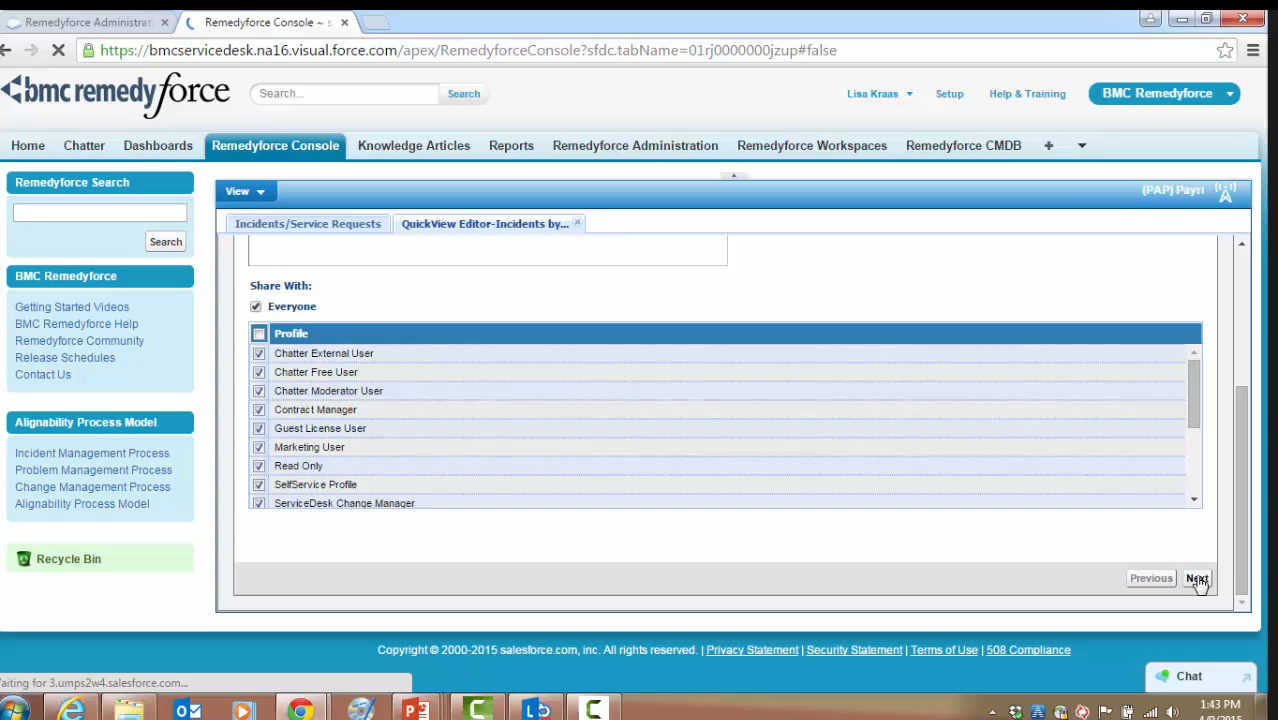 Remedyforce Administrat
Remedyforce Console ~ s
https://bmcservicedesk.na16.visual.force.com/apex/RemedyforceConsole?sfdc.tabName=01rj0000000jzup#false
bmc remedyforce
Search...
Search
Lisa Kraas
Setup
Help & Training
BMC Remedyforce
Home
Chatter
Dashboards
Remedyforce Console
Knowledge Articles
Reports
Remedyforce Administration
Remedyforce Workspaces
Remedyforce CMDB
Remedyforce Search
Search
BMC Remedyforce
Getting Started Videos
BMC Remedyforce Help
Remedyforce Community
Release Schedules
Contact Us
Alignability Process Model
Incident Management Process
Problem Management Process
Change Management Process
Alignability Process Model
Recycle Bin
View
(PAP) Payrı
Incidents/Service Requests
QuickView Editor-Incidents by...
Share With:
Everyone
Profile
Chatter External User
Chatter Free User
Chatter Moderator User
Contract Manager
Guest License User
Marketing User
Read Only
SelfService Profile
ServiceDesk Change Manager
Previous
Next
Copyright © 2000-2015 salesforce.com, inc. All rights reserved. | Privacy Statement | Security Statement | Terms of Use | 508 Compliance
Chat
Waiting for 3.umps2w4.salesforce.com...
1:43 PM
4/9/2015